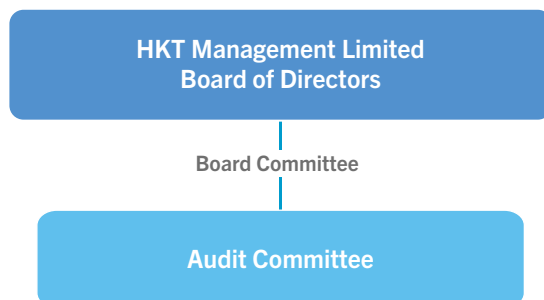 HKT Management Limited
Board of Directors
Board Committee
Audit Committee